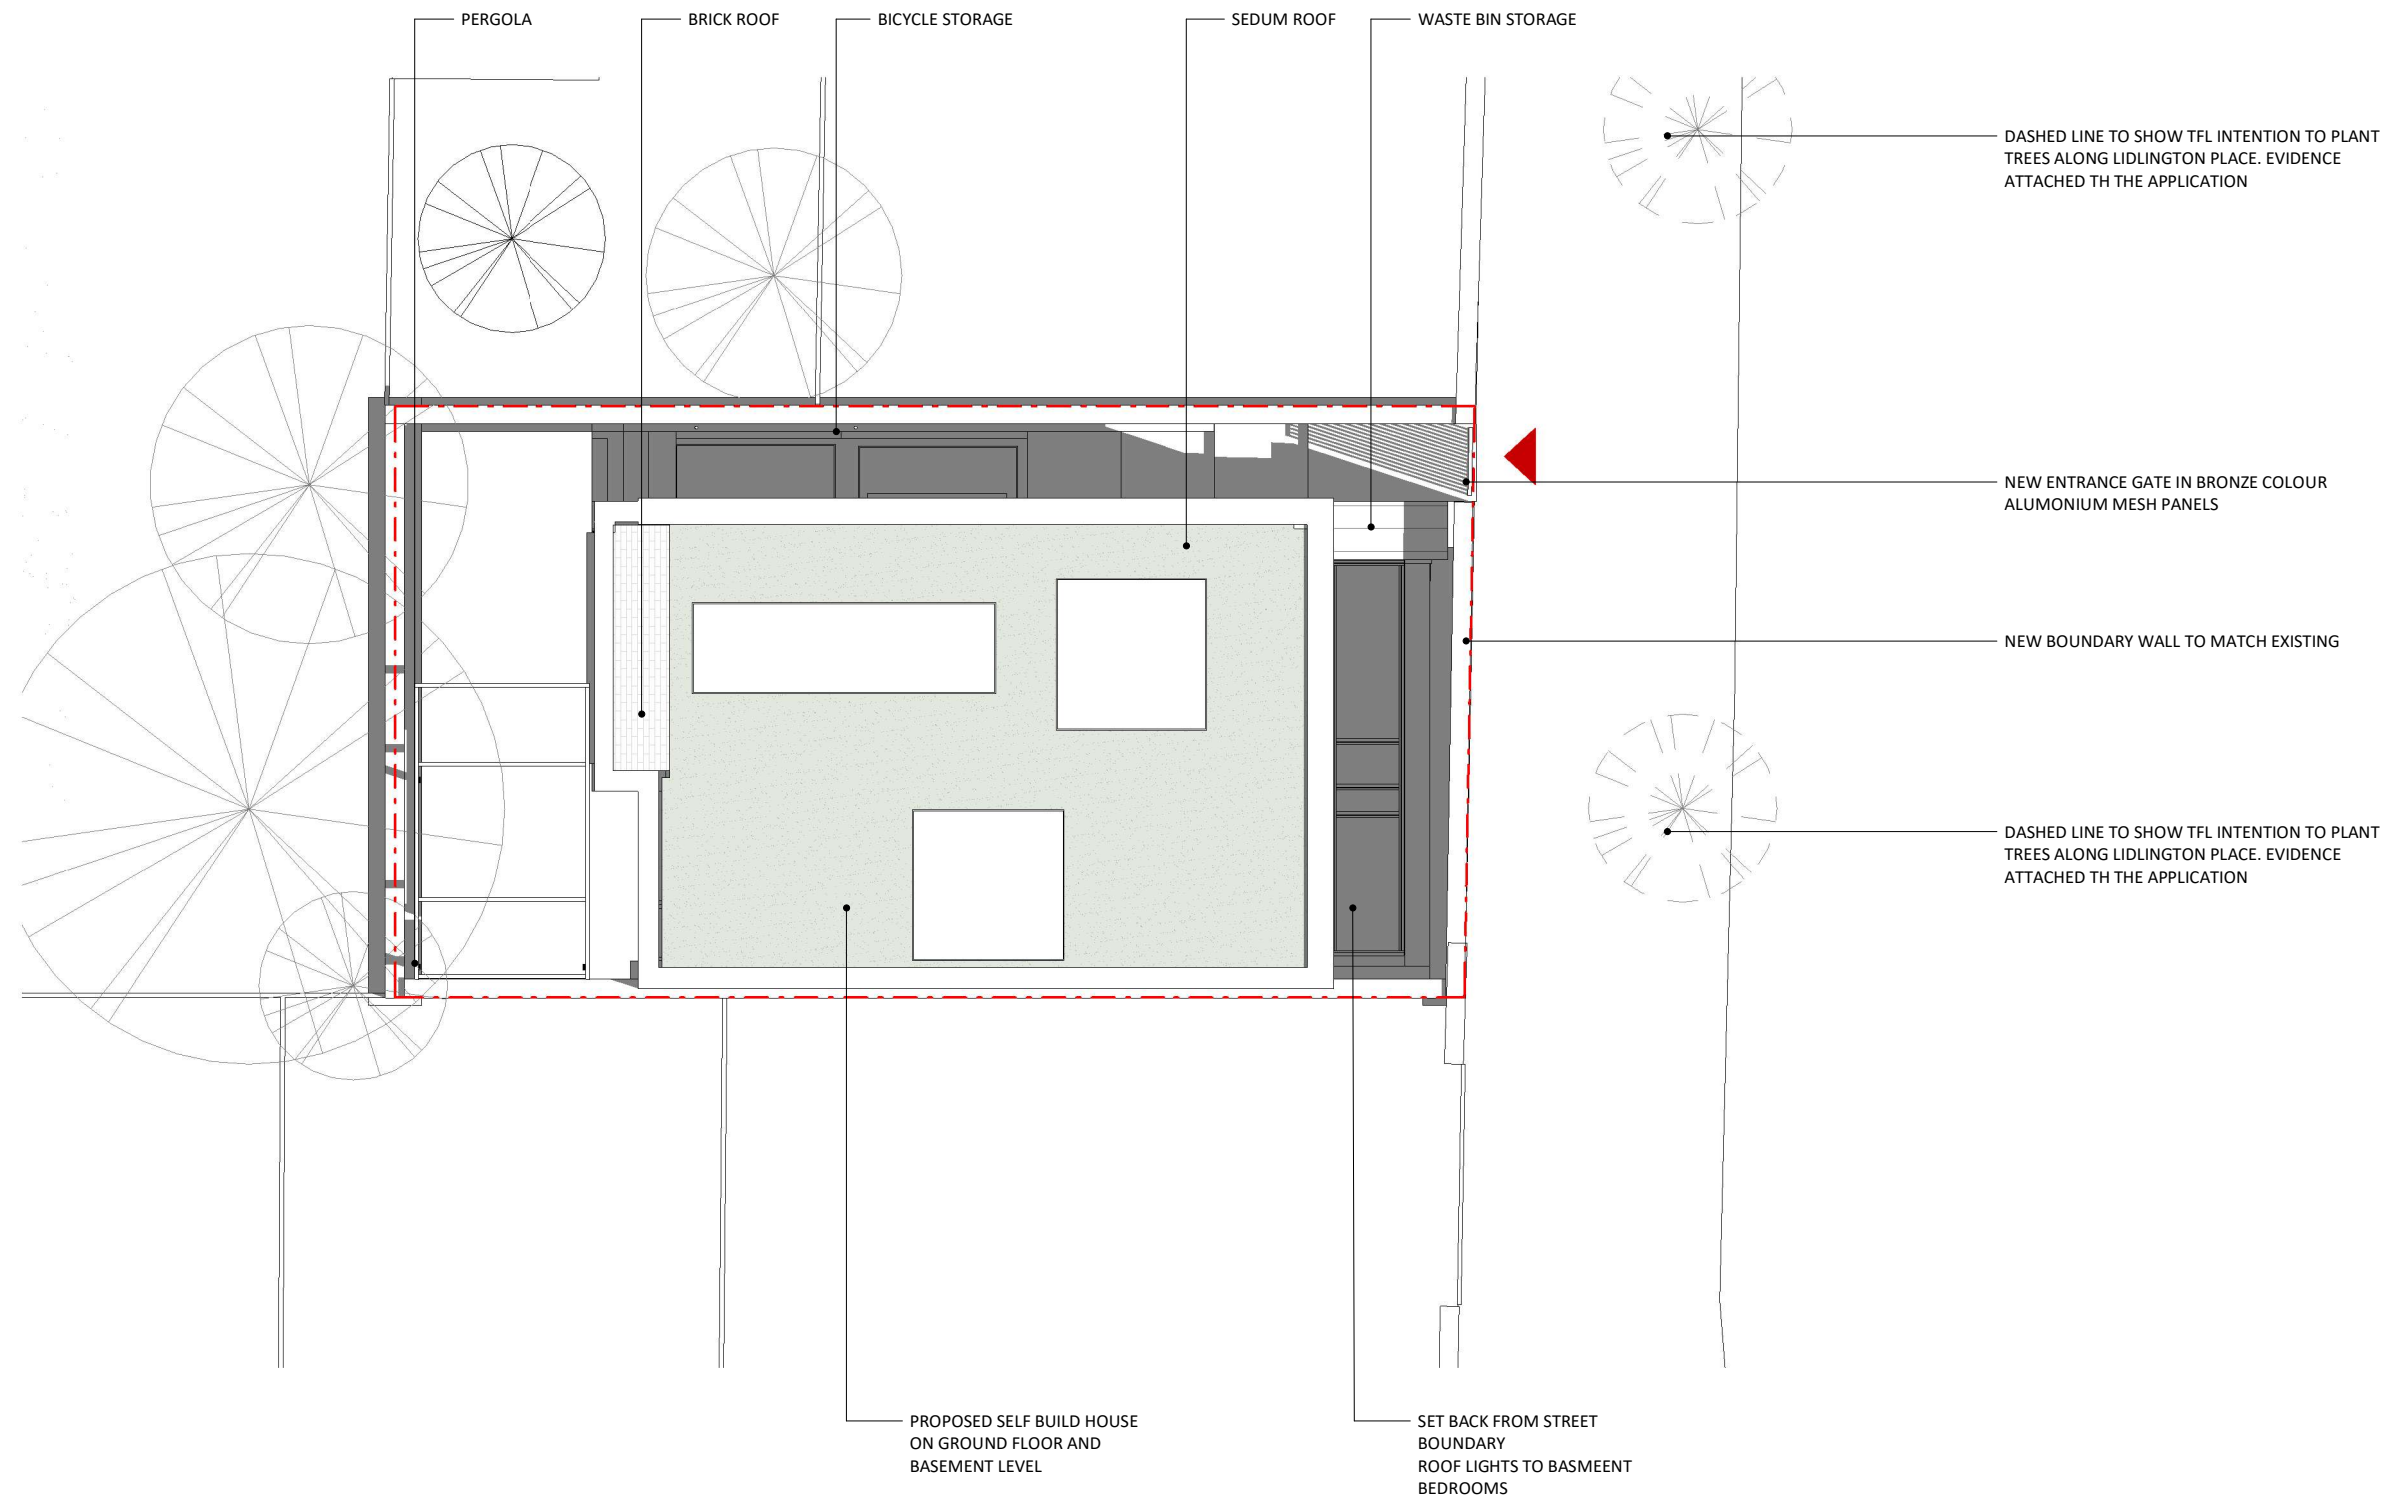 PERGOLA
BRICK ROOF
BICYCLE STORAGE
SEDUM ROOF
WASTE BIN STORAGE
DASHED LINE TO SHOW TFL INTENTION TO PLANT
TREES ALONG LIDLINGTON PLACE. EVIDENCE
ATTACHED TH THE APPLICATION
NEW ENTRANCE GATE IN BRONZE COLOUR
ALUMONIUM MESH PANELS
NEW BOUNDARY WALL TO MATCH EXISTING
DASHED LINE TO SHOW TFL INTENTION TO PLANT
TREES ALONG LIDLINGTON PLACE. EVIDENCE
ATTACHED TH THE APPLICATION
PROPOSED SELF BUILD HOUSE
ON GROUND FLOOR AND
BASEMENT LEVEL
SET BACK FROM STREET
BOUNDARY
ROOF LIGHTS TO BASMEENT
BEDROOMS